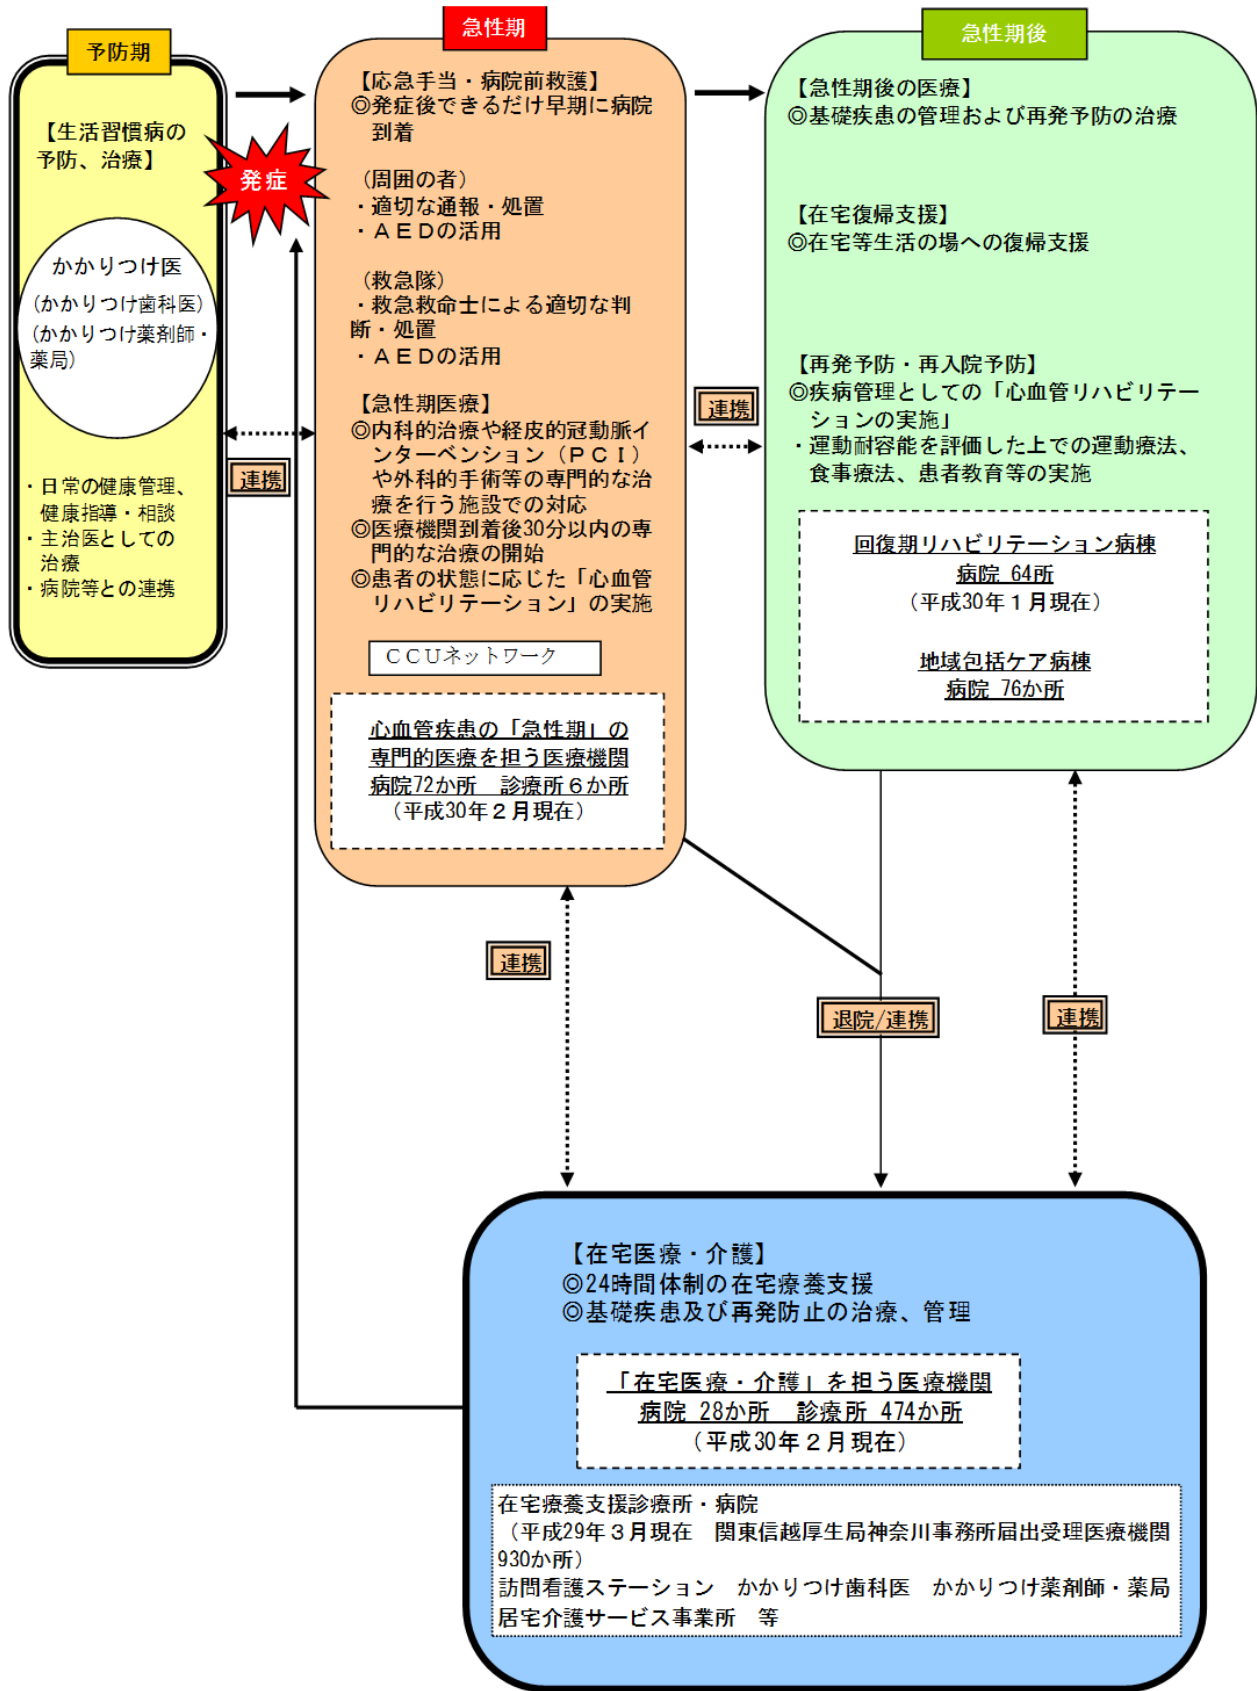 予防期
【生活習慣病の
予防、治療】
かかりつけ医
(かかりつけ歯科医)
(かかりつけ薬剤師・
薬局)
・日常の健康管理、
健康指導・相談
・主治医としての
治療
・病院等との連携
発症
連携
急性期
【応急手当・病院前救護】
◎発症後できるだけ早期に病院
到着
(周囲の者)
・適切な通報・処置
・ＡＥＤの活用
(救急隊)
・救急救命士による適切な判
断・処置
・ＡＥＤの活用
【急性期医療】
◎内科的治療や経皮的冠動脈イ
ンターベンション（ＰＣＩ）
や外科的手術等の専門的な治
療を行う施設での対応
◎医療機関到着後30分以内の専
門的な治療の開始
◎患者の状態に応じた「心血管
リハビリテーション」の実施
ＣＣＵネットワーク
心血管疾患の「急性期」の
専門的医療を担う医療機関
病院72か所　診療所６か所
（平成30年２月現在）
連携
急性期後
【急性期後の医療】
◎基礎疾患の管理および再発予防の治療
【在宅復帰支援】
◎在宅等生活の場への復帰支援
【再発予防・再入院予防】
◎疾病管理としての「心血管リハビリテー
ションの実施」
・運動耐容能を評価した上での運動療法、
食事療法、患者教育等の実施
回復期リハビリテーション病棟
病院 64所
（平成30年１月現在）
地域包括ケア病棟
病院 76か所
連携
退院/連携
連携
【在宅医療・介護】
◎24時間体制の在宅療養支援
◎基礎疾患及び再発防止の治療、管理
「在宅医療・介護」を担う医療機関
病院 28か所　診療所 474か所
（平成30年２月現在）
在宅療養支援診療所・病院
（平成29年３月現在　関東信越厚生局神奈川事務所届出受理医療機関
930か所）
訪問看護ステーション　かかりつけ歯科医　かかりつけ薬剤師・薬局
居宅介護サービス事業所　等